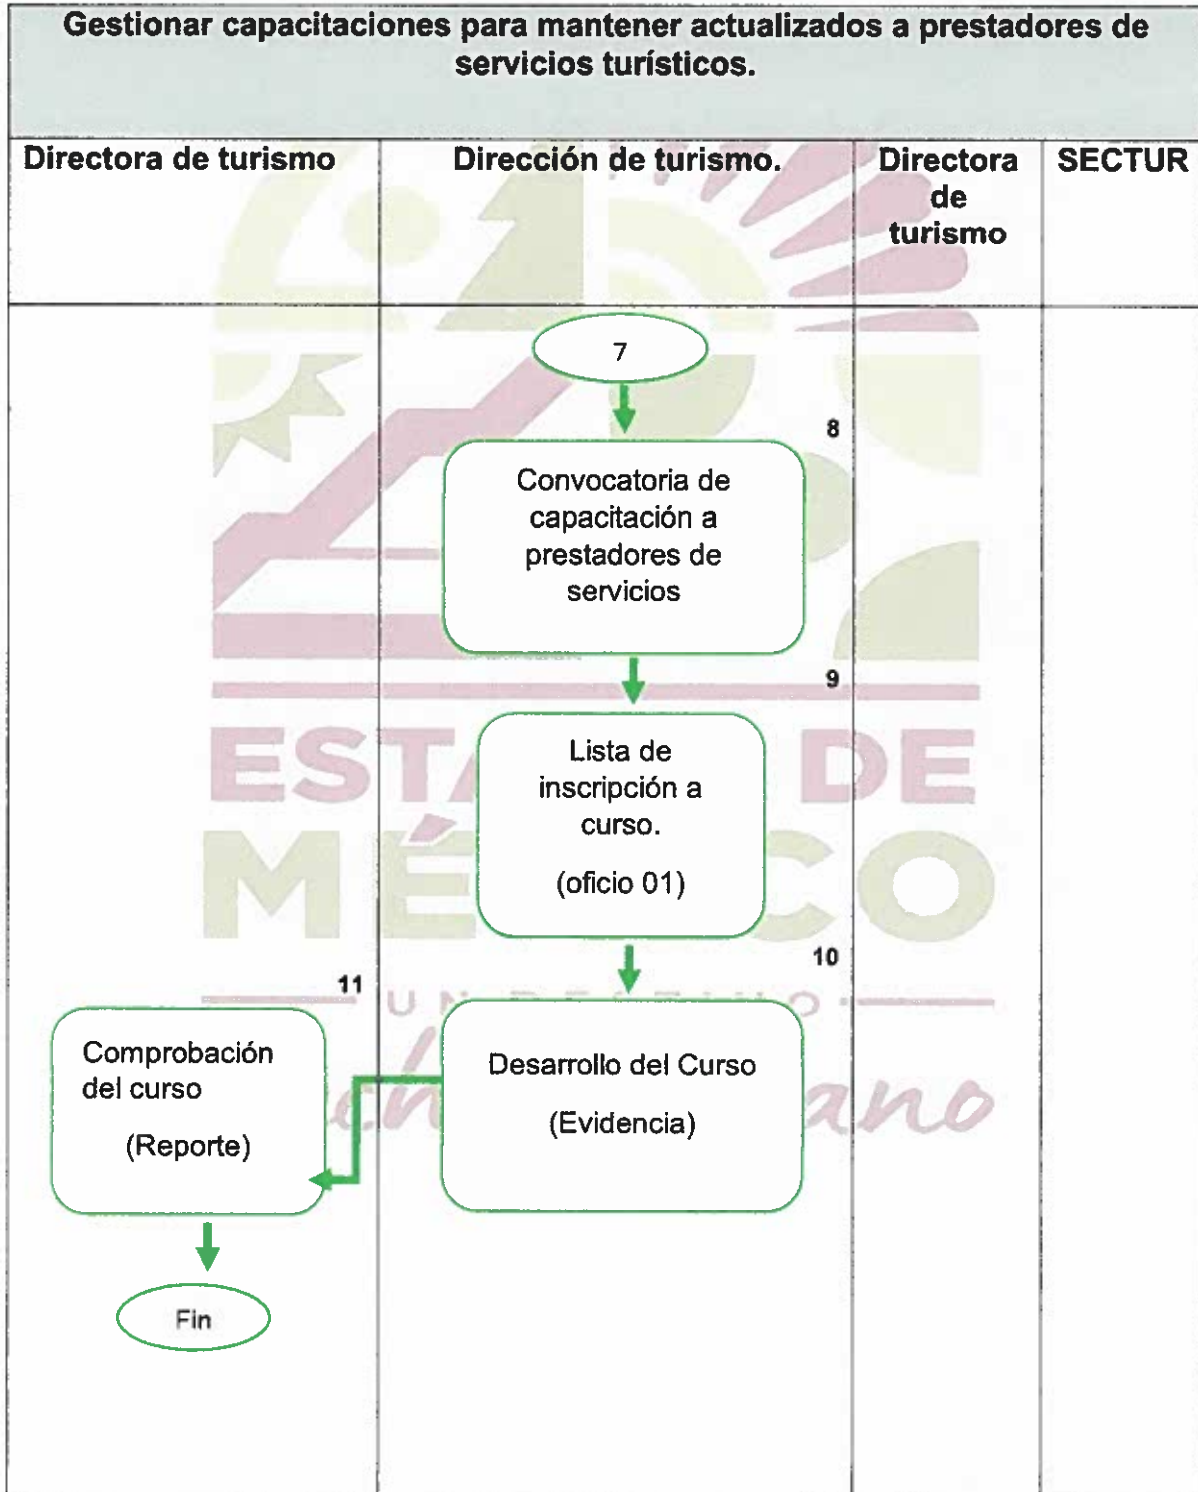 Gestionar capacitaciones para mantener actualizados a prestadores de
servicios turísticos.
Directora de turismo
Dirección de turismo.
Directora
de
turismo
SECTUR
7
8
Convocatoria de
capacitación a
prestadores de
servicios
9
Lista de
inscripción a
curso.
(oficio 01)
10
Desarrollo del Curso
(Evidencia)
11
Comprobación
del curso
(Reporte)
Fin
DE